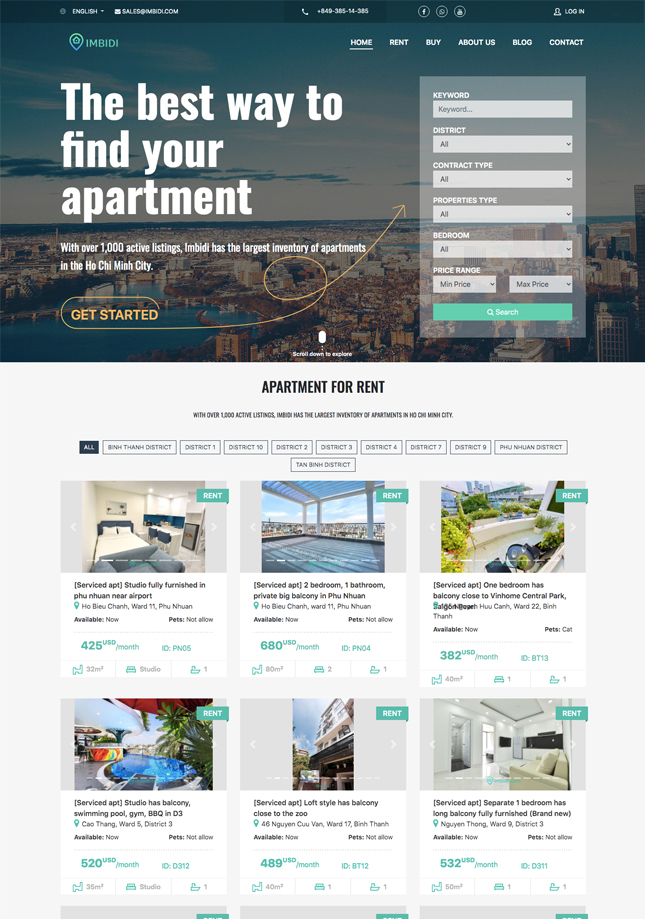 ENGLISH
SALES@IMBIDI.COM
+849-385-14-385
LOG IN
IMBIDI
HOME
RENT
BUY
ABOUT US
BLOG
CONTACT
The best way to
find your
apartment
With over 1,000 active listings, Imbidi has the largest inventory of apartments
in the Ho Chi Minh City.
GET STARTED
Scroll down to explore
KEYWORD
Keyword...
DISTRICT
All
CONTRACT TYPE
All
PROPERTIES TYPE
All
BEDROOM
All
PRICE RANGE
Min Price
Max Price
Search
APARTMENT FOR RENT
WITH OVER 1,000 ACTIVE LISTINGS, IMBIDI HAS THE LARGEST INVENTORY OF APARTMENTS IN HO CHI MINH CITY.
ALL
BINH THANH DISTRICT
DISTRICT 1
DISTRICT 10
DISTRICT 2
DISTRICT 3
DISTRICT 4
DISTRICT 7
DISTRICT 9
PHU NHUAN DISTRICT
TAN BINH DISTRICT
RENT
[Serviced apt] Studio fully furnished in
phu nhuan near airport
Ho Bieu Chanh, Ward 11, Phu Nhuan
Available: Now
Pets: Not allow
425USD/month
ID: PN05
32m²
Studio
1
RENT
[Serviced apt] 2 bedroom, 1 bathroom,
private big balcony in Phu Nhuan
Ho Bieu Chanh, ward 11, Phu Nhuan
Available: Now
Pets: Not allow
680USD/month
ID: PN04
80m²
2
1
RENT
[Serviced apt] One bedroom has
balcony close to Vinhome Central Park,
Huu Canh, Ward 22, Binh
Thanh
Available: Now
Pets: Cat
382USD/month
ID: BT13
40m²
1
1
RENT
[Serviced apt] Studio has balcony,
swimming pool, gym, BBQ in D3
Cao Thang, Ward 5, District 3
Available: Now
Pets: Not allow
520USD/month
ID: D312
35m²
Studio
1
RENT
[Serviced apt] Loft style has balcony
close to the zoo
46 Nguyen Cuu Van, Ward 17, Binh Thanh
Available: Now
Pets: Not allow
489USD/month
ID: BT12
40m²
1
1
RENT
[Serviced apt] Separate 1 bedroom has
long balcony fully furnished (Brand new)
Nguyen Thong, Ward 9, District 3
Available: Now
Pets: Not allow
532USD/month
ID: D311
50m²
1
1